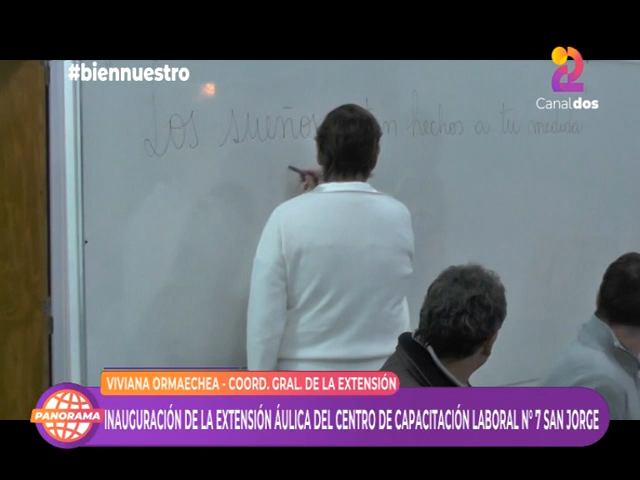 #biennuestro
2
Canaldos
Los sueños hechos a tu medida
VIVIANA ORMAECHEA - COORD. GRAL. DE LA EXTENSIÓN
PANORAMA
INAUGURACIÓN DE LA EXTENSIÓN ÁULICA DEL CENTRO DE CAPACITACIÓN LABORAL N° 7 SAN JORGE